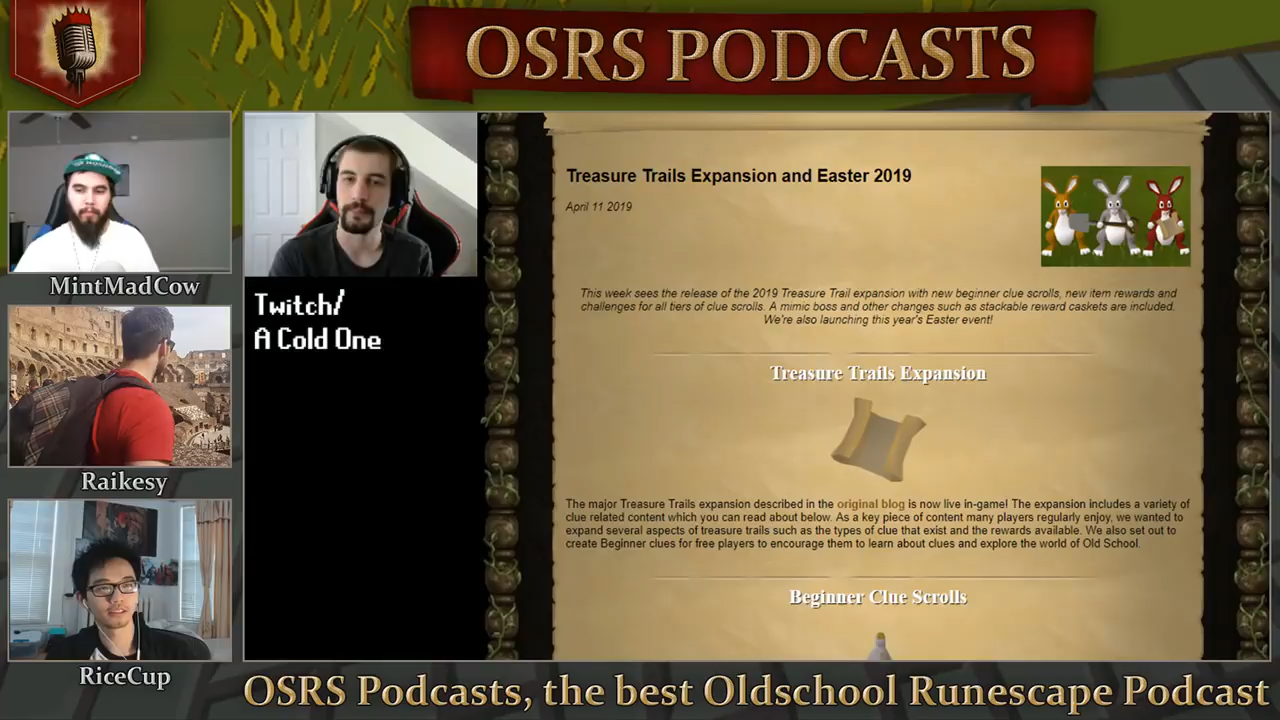 OSRS PODCASTS
MintMadCow
Raikesy
RiceCup
Twitch/
A Cold One
Treasure Trails Expansion and Easter 2019
April 11 2019
This week sees the release of the 2019 Treasure Trail expansion with new beginner clue scrolls, new item rewards and
challenges for all tiers of clue scrolls. A mimic boss and other changes such as stackable reward caskets are included.
We're also launching this year's Easter event!
Treasure Trails Expansion
The major Treasure Trails expansion described in the original blog is now live in-game! The expansion includes a variety of
clue related content which you can read about below. As a key piece of content many players regularly enjoy, we wanted to
expand several aspects of treasure trails such as the types of clue that exist and the rewards available. We also set out to
create Beginner clues for free players to encourage them to learn about clues and explore the world of Old School.
Beginner Clue Scrolls
OSRS Podcasts, the best Oldschool Runescape Podcast